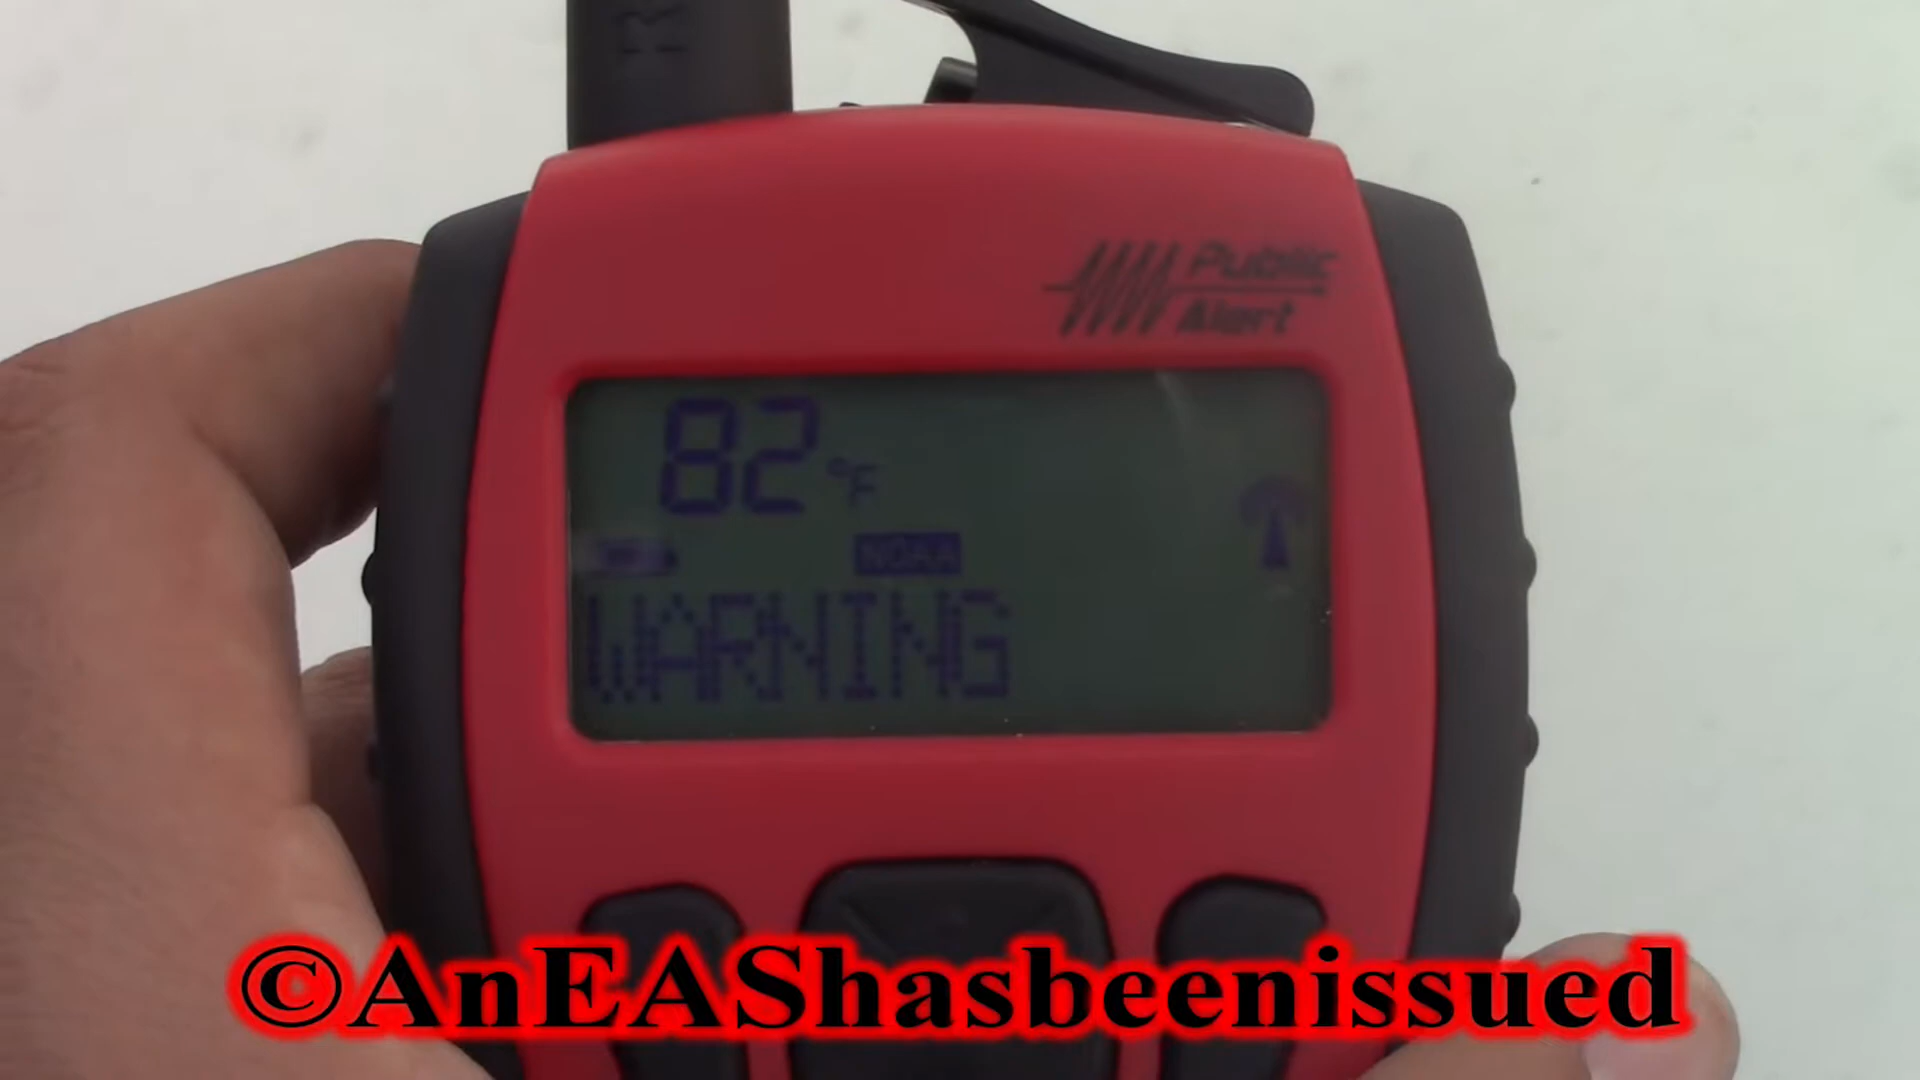 Public
Alert
82°F
NOAA
WARNING
©AnEAShasbeenissued